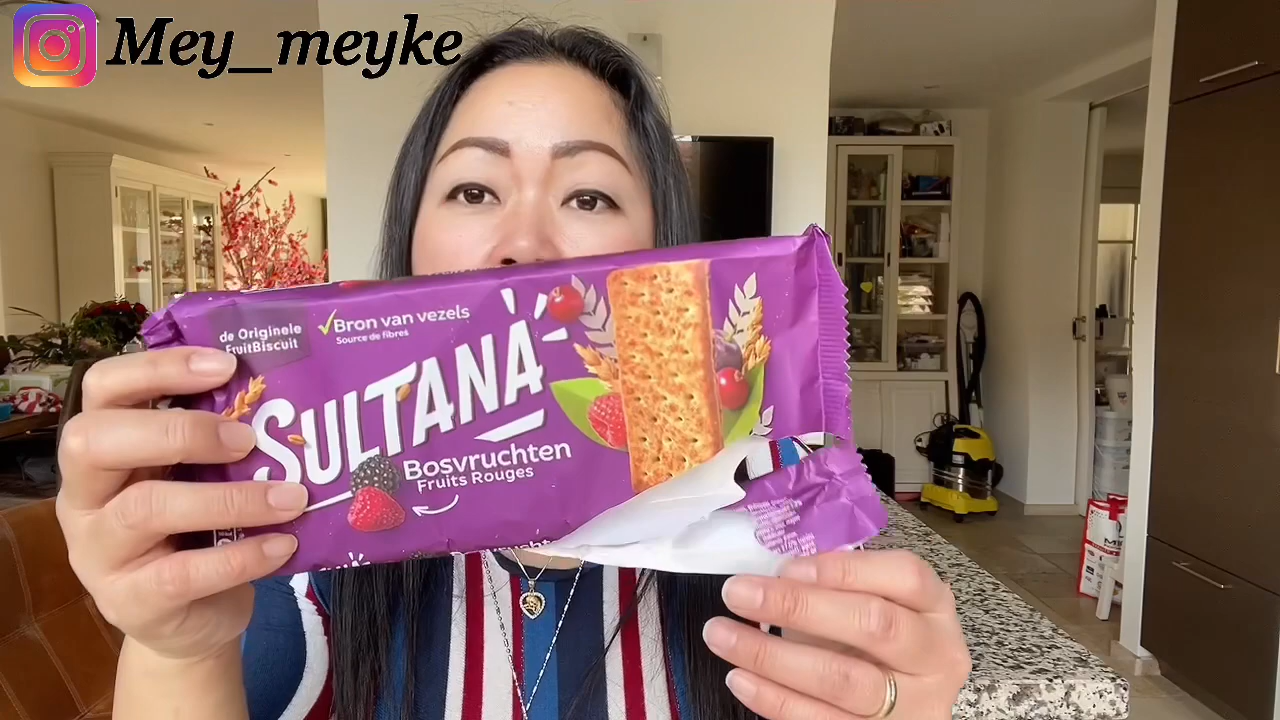 Mey_meyke
de Originele
FruitBiscuit
Bron van vezels
Source de fibres
SULTANA
Bosvruchten
Fruits Rouges